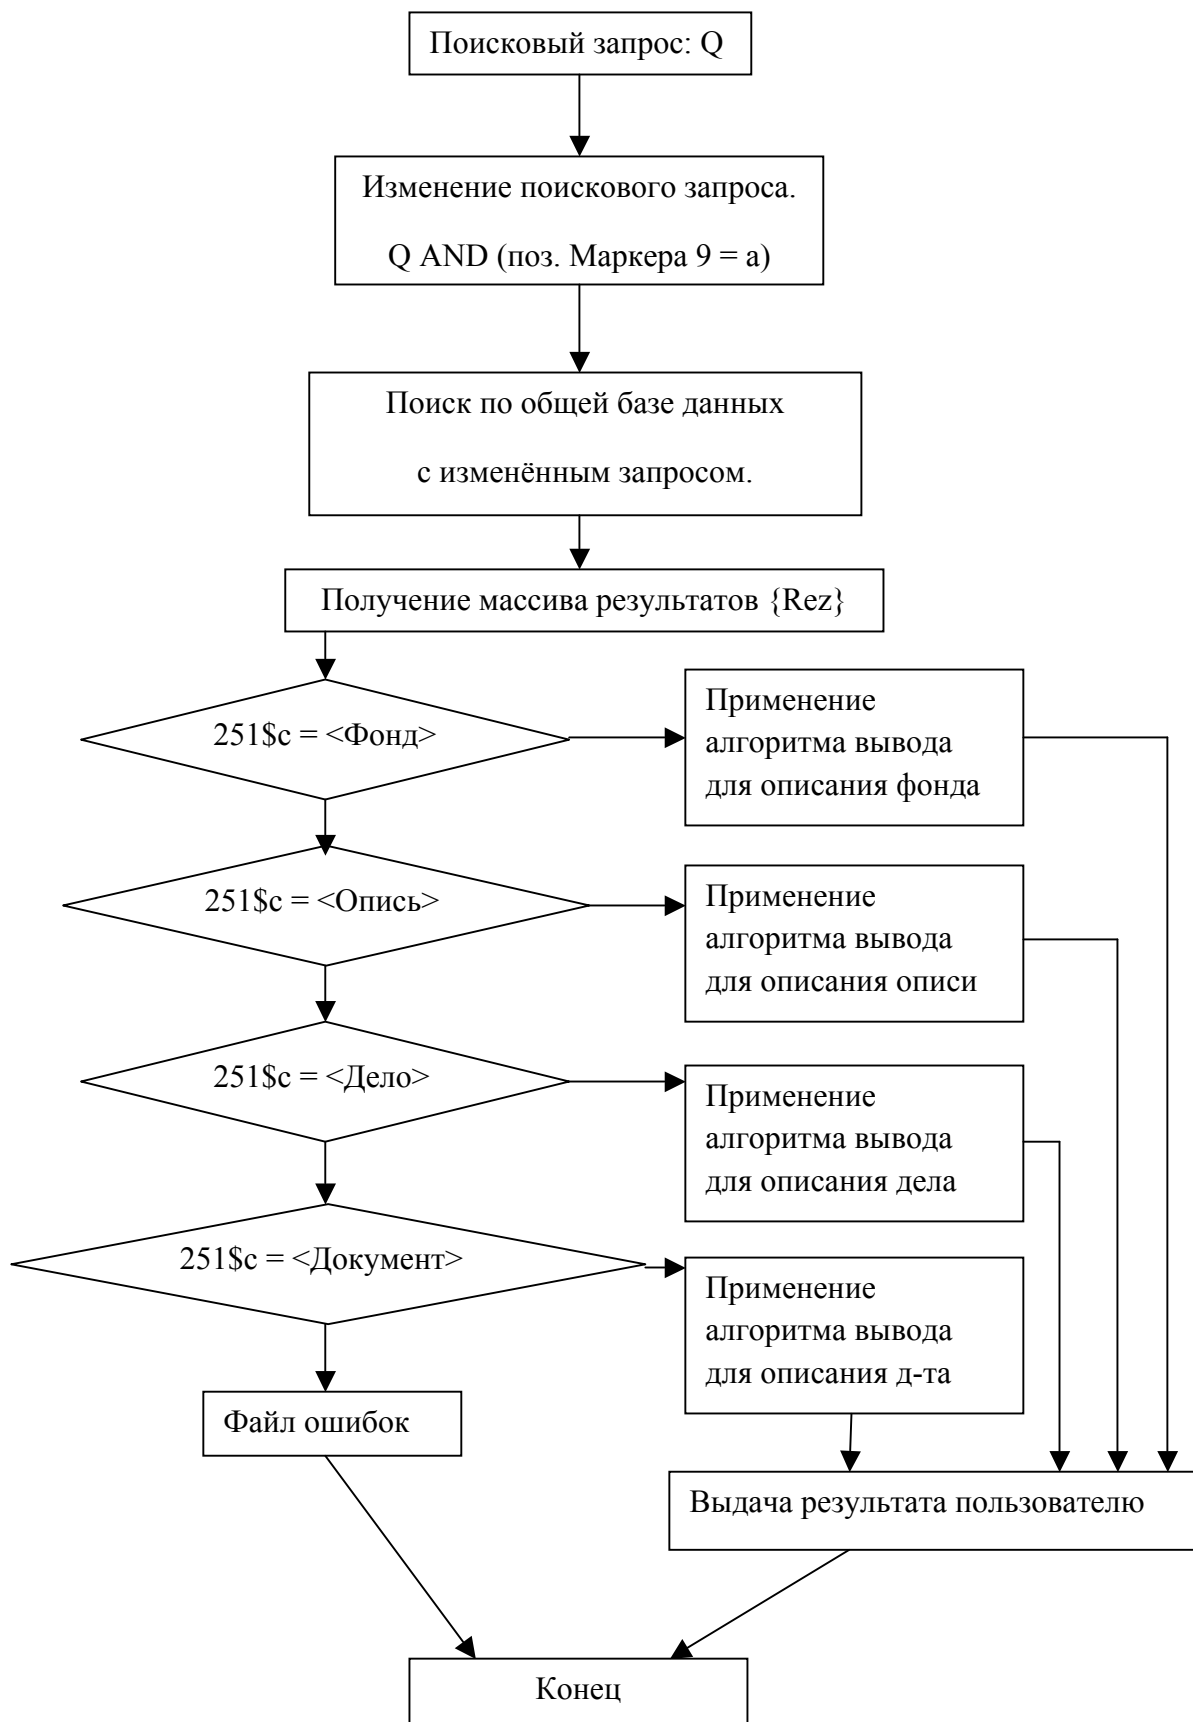 Поисковый запрос: Q
Изменение поискового запроса.
Q AND (поз. Маркера 9 = a)
Поиск по общей базе данных
с изменённым запросом.
Получение массива результатов {Rez}
251$c = <Фонд>
Применение
алгоритма вывода
для описания фонда
251$c = <Опись>
Применение
алгоритма вывода
для описания описи
251$c = <Дело>
Применение
алгоритма вывода
для описания дела
251$c = <Документ>
Применение
алгоритма вывода
для описания д-та
Файл ошибок
Выдача результата пользователю
Конец